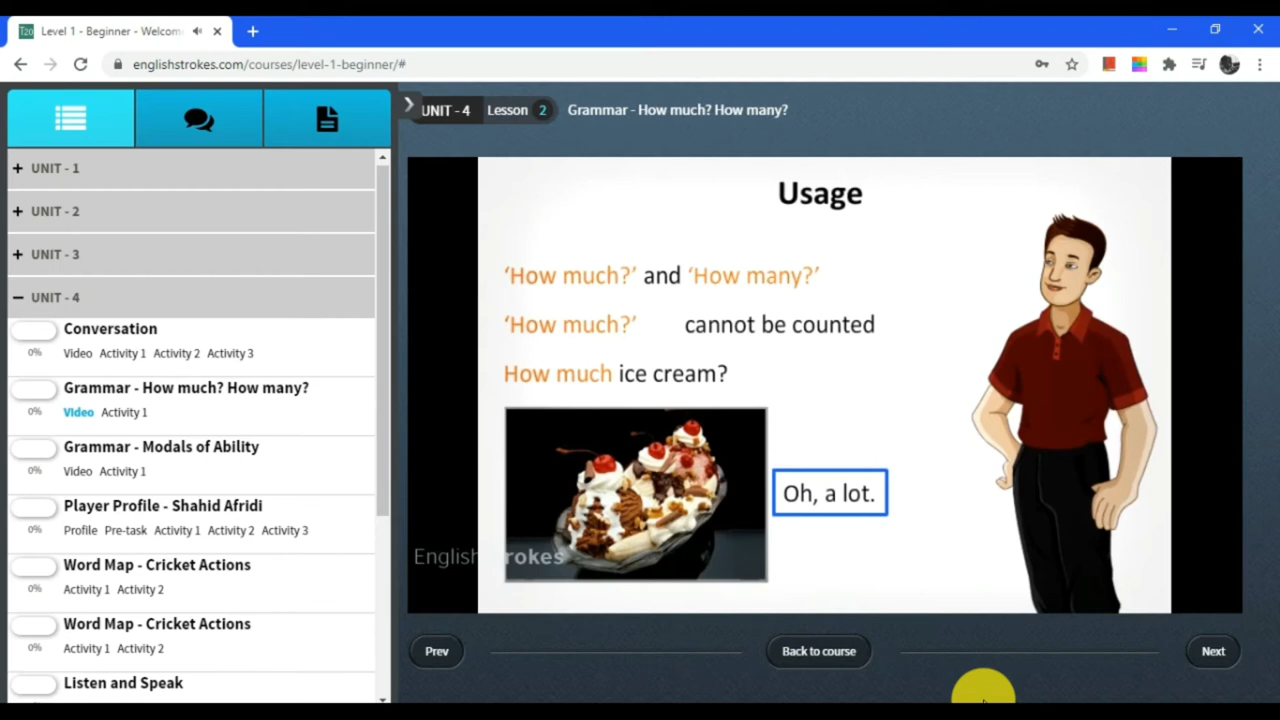 T20 Level 1 - Beginner - Welcom
englishstrokes.com/courses/level-1-beginner/#
UNIT - 4 Lesson 2 Grammar - How much? How many?
+ UNIT - 1
+ UNIT - 2
+ UNIT - 3
− UNIT - 4
Conversation
0% Video Activity 1 Activity 2 Activity 3
Grammar - How much? How many?
0% Video Activity 1
Grammar - Modals of Ability
0% Video Activity 1
Player Profile - Shahid Afridi
0% Profile Pre-task Activity 1 Activity 2 Activity 3
Word Map - Cricket Actions
0% Activity 1 Activity 2
Word Map - Cricket Actions
0% Activity 1 Activity 2
Listen and Speak
Usage
‘How much?’ and ‘How many?’
‘How much?’ cannot be counted
How much ice cream?
Oh, a lot.
English Strokes
Prev Back to course Next